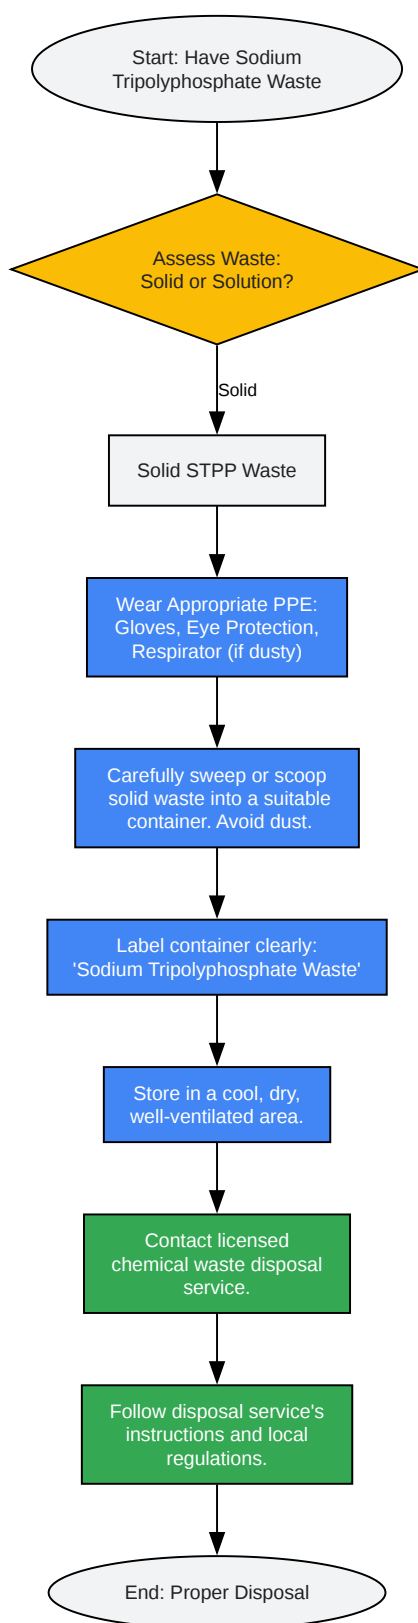 Start: Have Sodium
Tripolyphosphate Waste
Assess Waste:
Solid or Solution?
Solid
Solid STPP Waste
Wear Appropriate PPE:
Gloves, Eye Protection,
Respirator (if dusty)
Carefully sweep or scoop
solid waste into a suitable
container. Avoid dust.
Label container clearly:
'Sodium Tripolyphosphate Waste'
Store in a cool, dry,
well-ventilated area.
Contact licensed
chemical waste disposal
service.
Follow disposal service's
instructions and local
regulations.
End: Proper Disposal